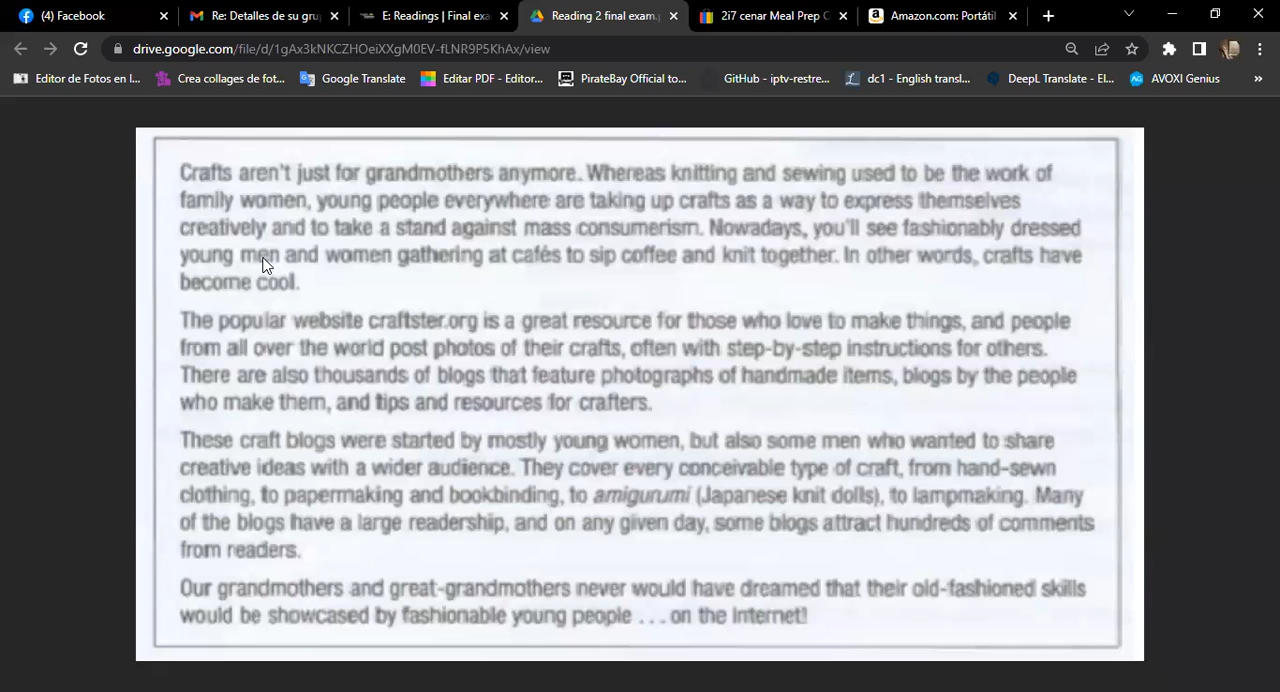 (4) Facebook
Re: Detalles de su gru
E: Readings | Final exa
Reading 2 final exam.
2i7 cenar Meal Prep C
Amazon.com: Portátil
drive.google.com/file/d/1gAx3kNKCZHOeiXXgM0EV-fLNR9P5KhAx/view
Editor de Fotos en l...
Crea collages de fot...
Google Translate
Editar PDF - Editor...
PirateBay Official to...
GitHub - iptv-restre...
dc1 - English transl...
DeepL Translate - El...
AVOXI Genius
Crafts aren't just for grandmothers anymore. Whereas knitting and sewing used to be the work of
family women, young people everywhere are taking up crafts as a way to express themselves
creatively and to take a stand against mass consumerism. Nowadays, you'll see fashionably dressed
young men and women gathering at cafés to sip coffee and knit together. In other words, crafts have
become cool.
The popular website craftster.org is a great resource for those who love to make things, and people
from all over the world post photos of their crafts, often with step-by-step instructions for others.
There are also thousands of blogs that feature photographs of handmade items, blogs by the people
who make them, and tips and resources for crafters.
These craft blogs were started by mostly young women, but also some men who wanted to share
creative ideas with a wider audience. They cover every conceivable type of craft, from hand-sewn
clothing, to papermaking and bookbinding, to amigurumi (Japanese knit dolls), to lampmaking. Many
of the blogs have a large readership, and on any given day, some blogs attract hundreds of comments
from readers.
Our grandmothers and great-grandmothers never would have dreamed that their old-fashioned skills
would be showcased by fashionable young people . . . on the Internet!